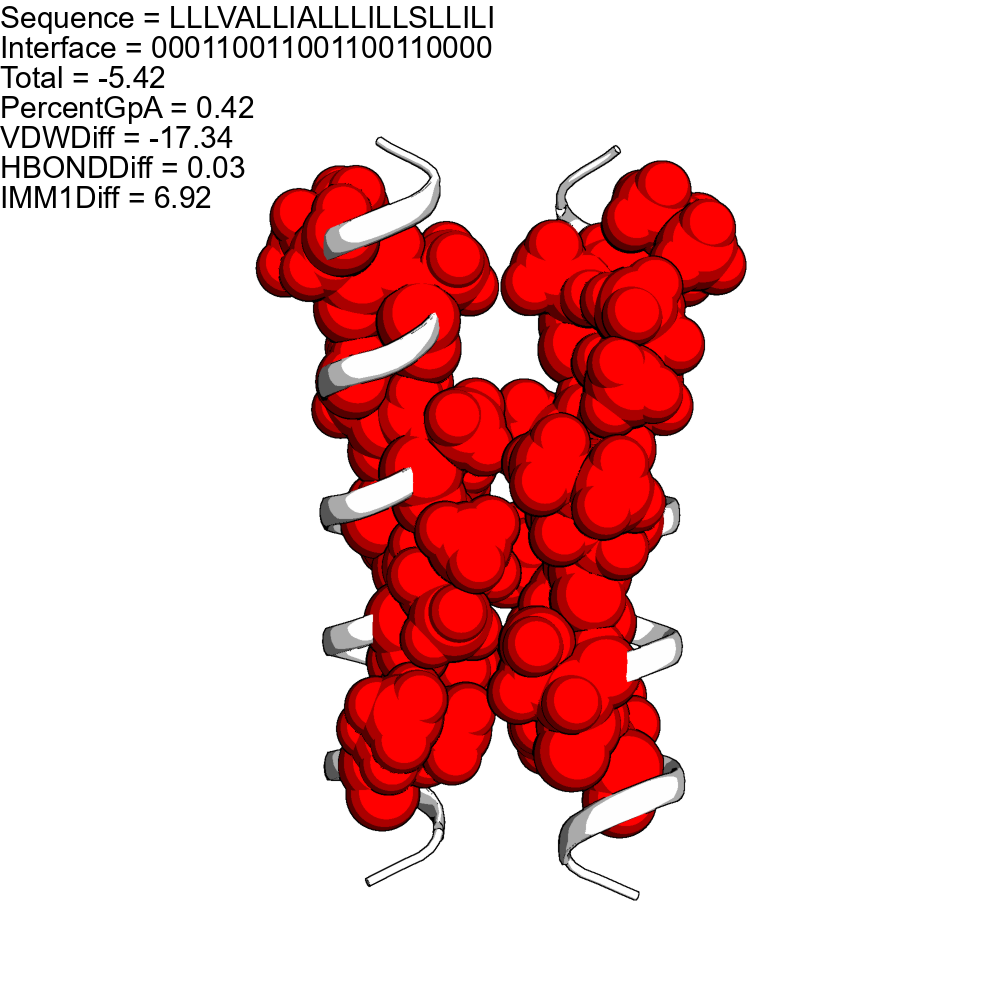 Sequence = LLLVALLIALLLILLSLLILI
Interface = 000110011001100110000
Total = -5.42
PercentGpA = 0.42
VDWDiff = -17.34
HBONDDiff = 0.03
IMM1Diff = 6.92